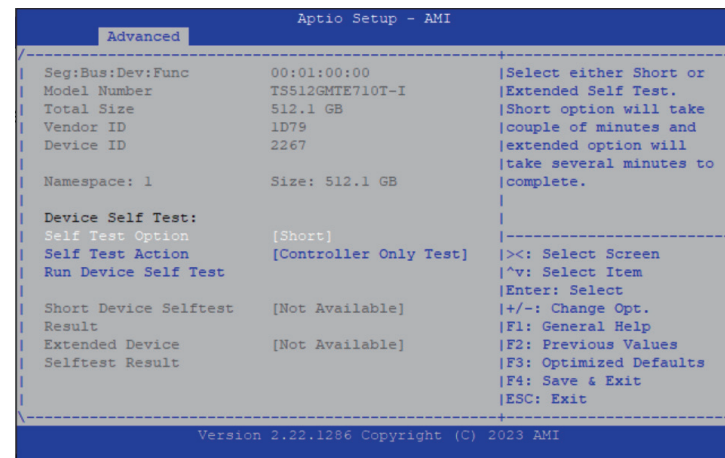 Aptio Setup - AMI
Advanced
/------------------------------------------------------+-----------------------
| Seg:Bus:Dev:Func 00:01:00:00 |Select either Short or
| Model Number TS512GMTE710T-I |Extended Self Test.
| Total Size 512.1 GB |Short option will take
| Vendor ID 1D79 |couple of minutes and
| Device ID 2267 |extended option will
| |take several minutes to
| Namespace: 1 Size: 512.1 GB |complete.
| |
| Device Self Test: |
| Self Test Option [Short] |-----------------------
| Self Test Action [Controller Only Test] |><: Select Screen
| Run Device Self Test |^v: Select Item
| |Enter: Select
| Short Device Selftest [Not Available] |+/-: Change Opt.
| Result |F1: General Help
| Extended Device [Not Available] |F2: Previous Values
| Selftest Result |F3: Optimized Defaults
| |F4: Save & Exit
| |ESC: Exit
\------------------------------------------------------+-----------------------
Version 2.22.1286 Copyright (C) 2023 AMI